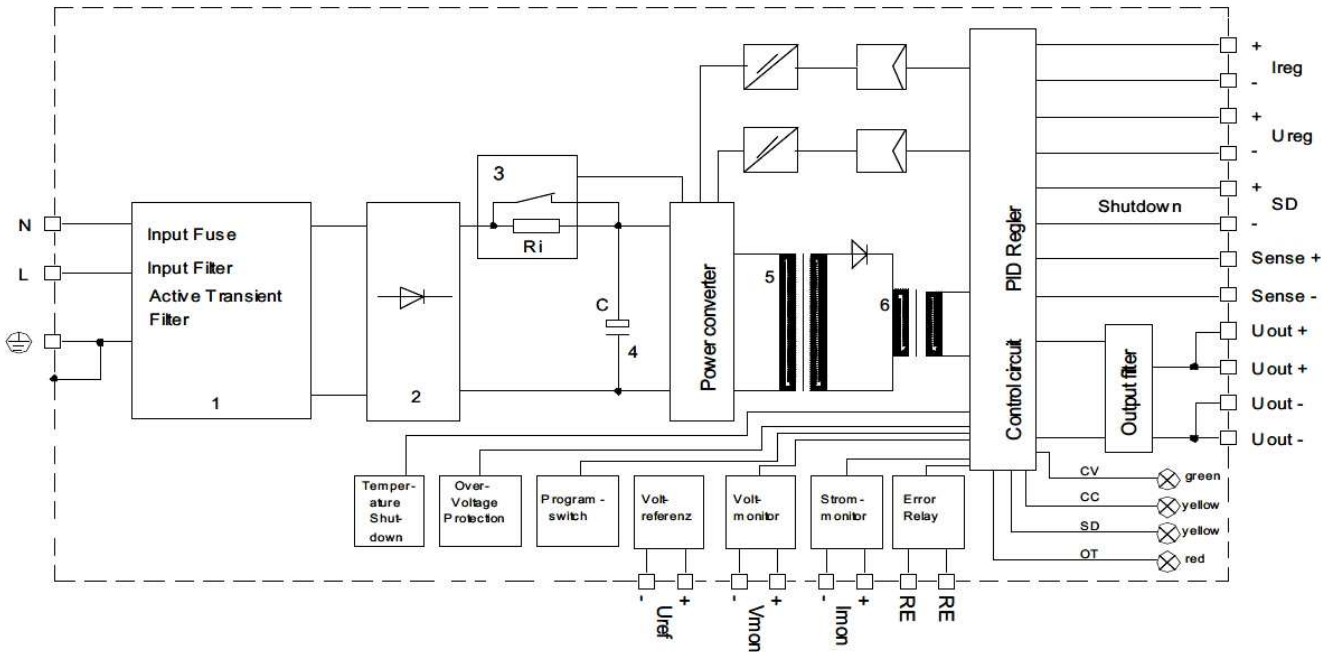 +
Ireg
-
+
Ureg
-
+
Shutdown
SD
-
Sense +
Sense -
Uout +
Uout +
Uout -
Uout -
N
L
Input Fuse
Input Filter
Active Transient
Filter
1
2
3
Ri
C
4
Power converter
5
6
Control circuit
PID Regler
Output filter
Temper-
ature
Shut-
down
Over-
Voltage
Protection
Program-
switch
Volt-
referenz
Volt-
monitor
Strom-
monitor
Error
Relay
CV
green
CC
yellow
SD
yellow
OT
red
-
+
Uref
-
+
Vmon
-
+
Imon
RE
RE